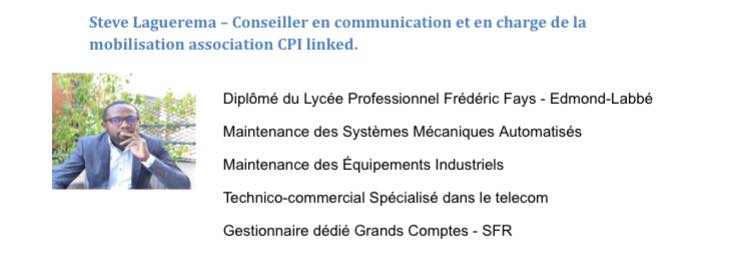 Steve Laguerema – Conseiller en communication et en charge de la
mobilisation association CPI linked.
Diplômé du Lycée Professionnel Frédéric Fays - Edmond-Labbé
Maintenance des Systèmes Mécaniques Automatisés
Maintenance des Équipements Industriels
Technico-commercial Spécialisé dans le telecom
Gestionnaire dédié Grands Comptes - SFR